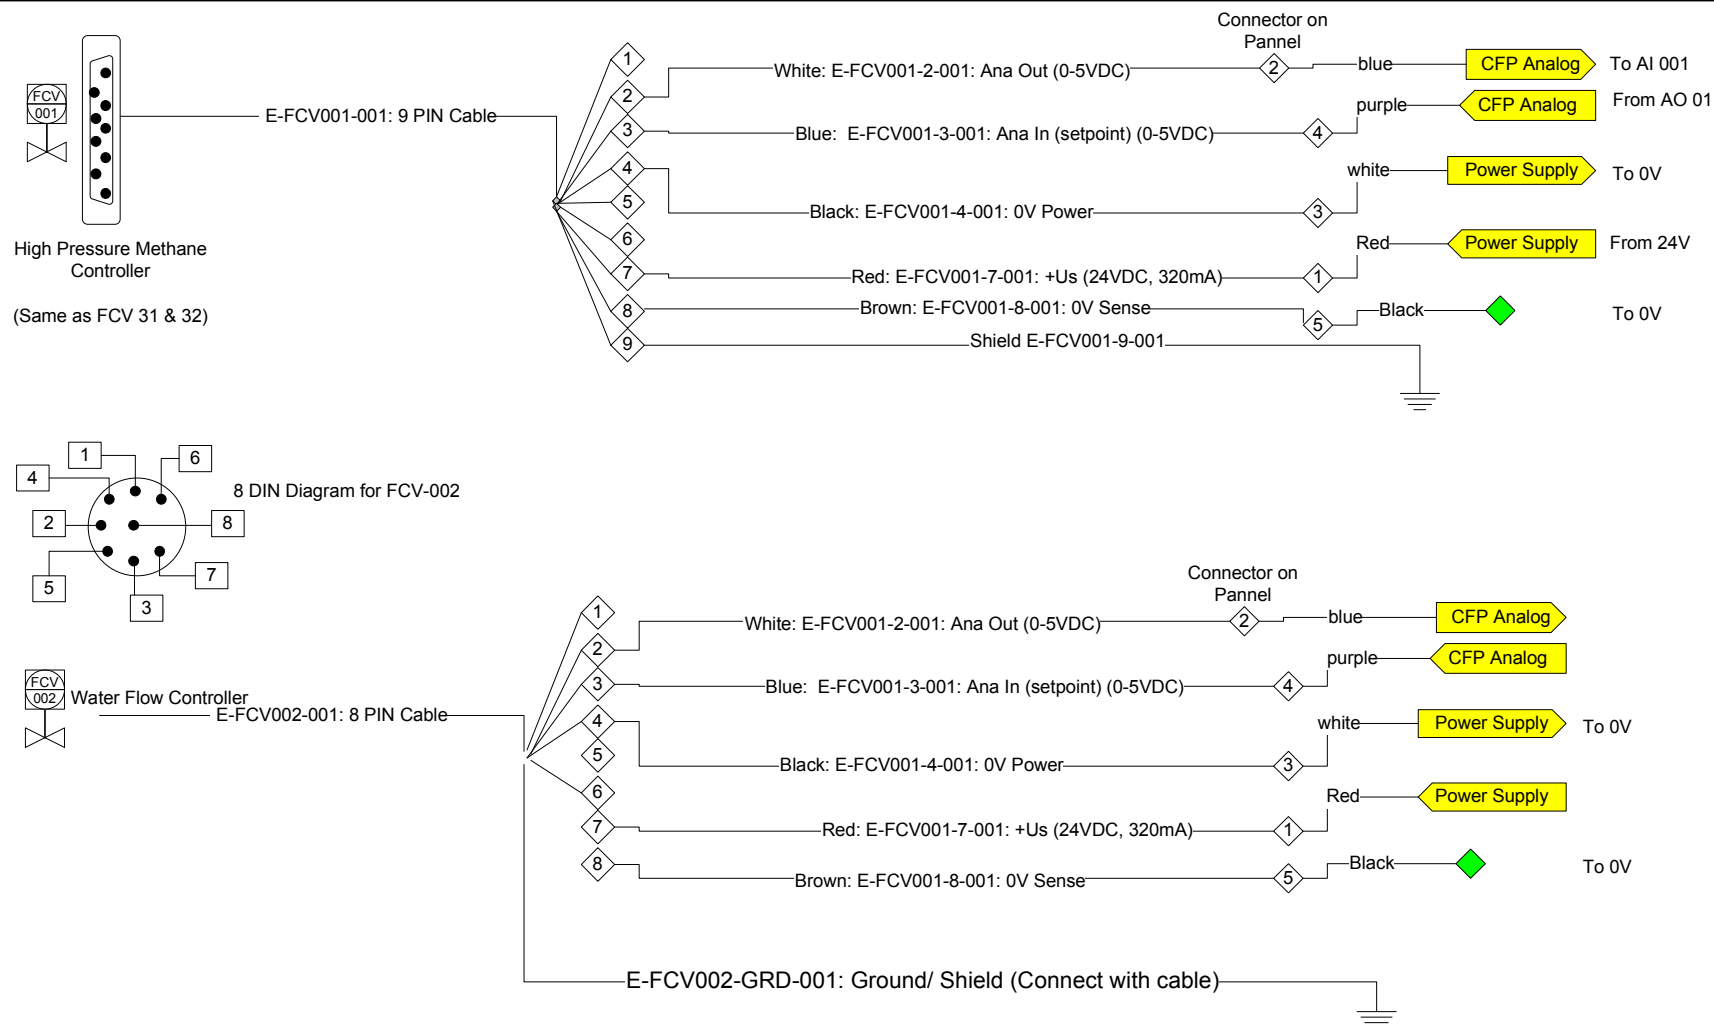 Connector on
Pannel
1
White: E-FCV001-2-001: Ana Out (0-5VDC)
2
blue
CFP Analog
To AI 001
FCV
001
E-FCV001-001: 9 PIN Cable
2
purple
CFP Analog
From AO 01
3
Blue:  E-FCV001-3-001: Ana In (setpoint) (0-5VDC)
4
4
white
Power Supply
To 0V
5
Black: E-FCV001-4-001: 0V Power
3
High Pressure Methane
Controller
6
Red
Power Supply
From 24V
7
Red: E-FCV001-7-001: +Us (24VDC, 320mA)
1
(Same as FCV 31 & 32)
8
Brown: E-FCV001-8-001: 0V Sense
5
Black
To 0V
9
Shield E-FCV001-9-001
1
6
4
8 DIN Diagram for FCV-002
2
8
5
7
3
Connector on
Pannel
1
White: E-FCV001-2-001: Ana Out (0-5VDC)
2
blue
CFP Analog
2
purple
CFP Analog
FCV
002
Water Flow Controller
3
Blue:  E-FCV001-3-001: Ana In (setpoint) (0-5VDC)
4
E-FCV002-001: 8 PIN Cable
4
white
Power Supply
To 0V
5
Black: E-FCV001-4-001: 0V Power
3
6
Red
Power Supply
7
Red: E-FCV001-7-001: +Us (24VDC, 320mA)
1
8
Brown: E-FCV001-8-001: 0V Sense
5
Black
To 0V
E-FCV002-GRD-001: Ground/ Shield (Connect with cable)